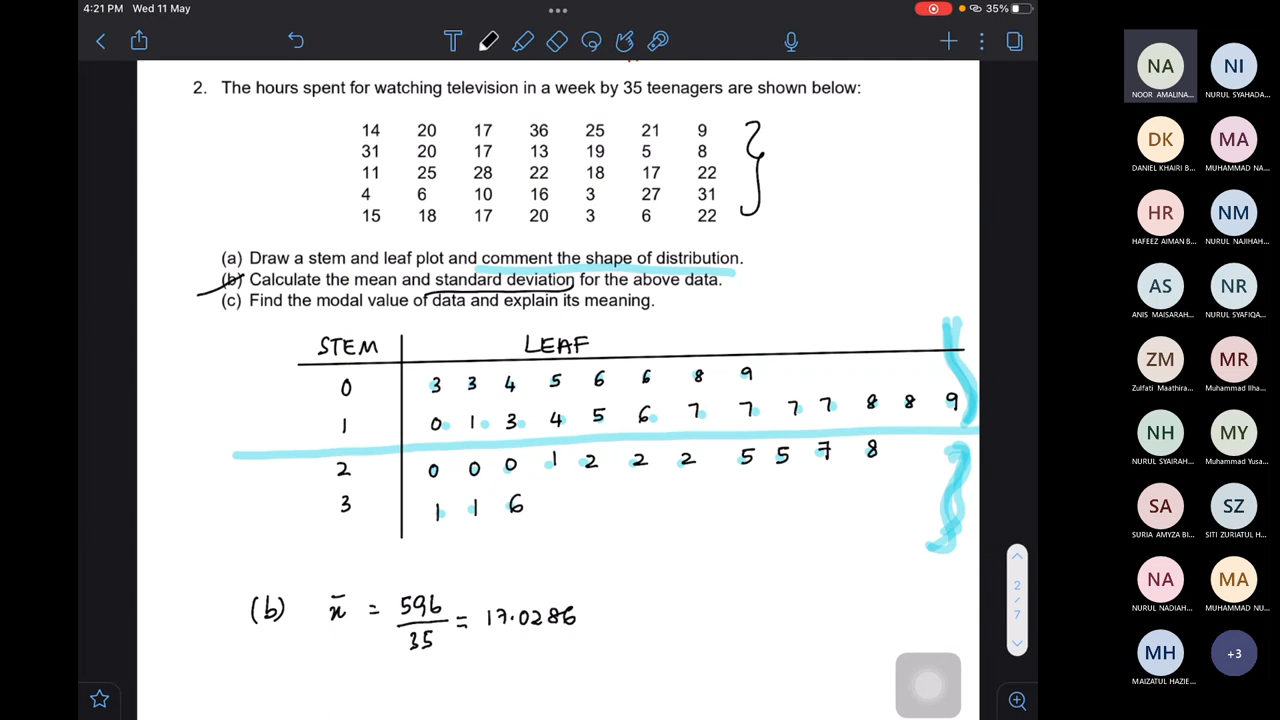 4:21 PM Wed 11 May
35%
2. The hours spent for watching television in a week by 35 teenagers are shown below:
14 20 17 36 25 21 9
31 20 17 13 19 5 8
11 25 28 22 18 17 22
4 6 10 16 3 27 31
15 18 17 20 3 6 22
(a) Draw a stem and leaf plot and comment the shape of distribution.
(b) Calculate the mean and standard deviation for the above data.
(c) Find the modal value of data and explain its meaning.
STEM LEAF
0 3 3 4 5 6 6 8 9
1 0 1 3 4 5 6 7 7 7 7 8 8 9
2 0 0 0 1 2 2 2 5 5 7 8
3 1 1 6
(b) x̄ = 596/35 = 17.0286
2/7
NA NI
NOOR AMALINA... NURUL SYAHADA...
DK MA
DANIEL KHAIRI B... MUHAMMAD NA...
HR NM
HAFEEZ AIMAN B... NURUL NAJIHAH...
AS NR
ANIS MAISARAH... NURUL SYAFIQA...
ZM MR
Zulfati Maathira... Muhammad Ilha...
NH MY
NURUL SYAIRAH... Muhammad Yusa...
SA SZ
SURIA AMYZA BI... SITI ZURIATUL H...
NA MA
NURUL NADIAH... MUHAMMAD NU...
MH +3
MAIZATUL HAZIE...